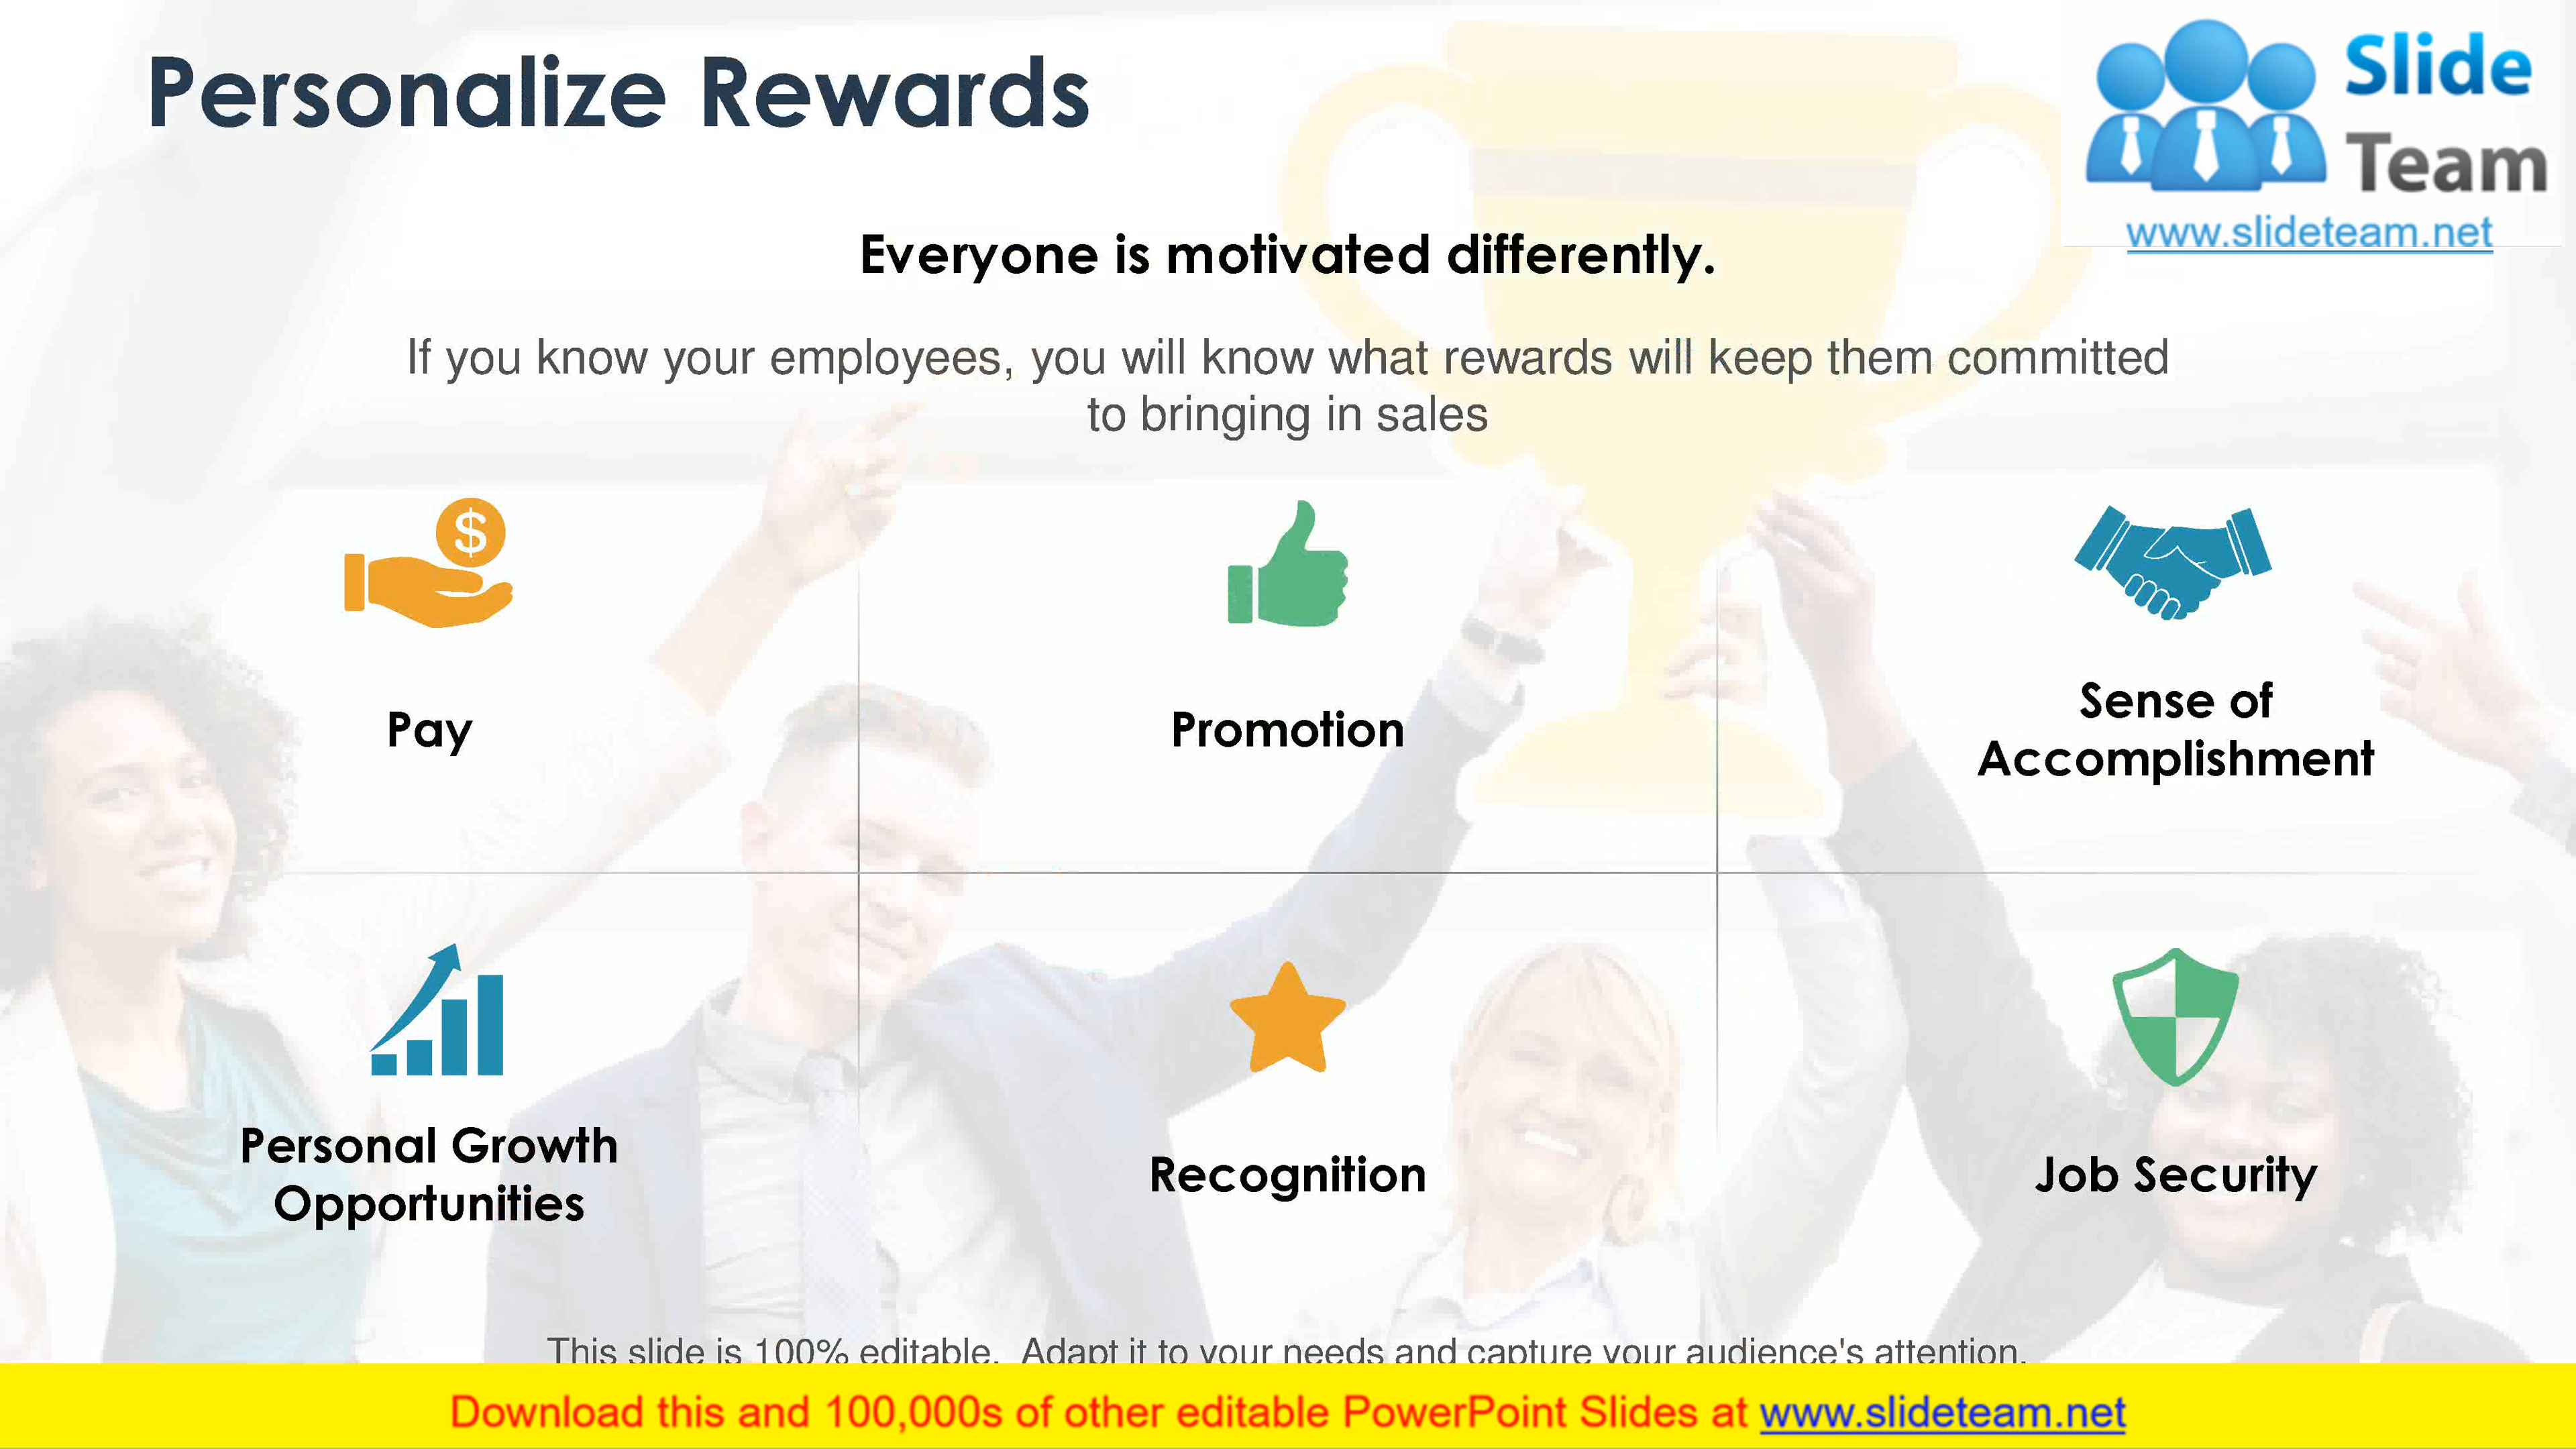 Personalize Rewards
Slide
Team
www.slideteam.net
Everyone is motivated differently.
If you know your employees, you will know what rewards will keep them committed
to bringing in sales
$
Pay
Promotion
Sense of
Accomplishment
Personal Growth
Opportunities
Recognition
Job Security
This slide is 100% editable. Adapt it to your needs and capture your audience's attention.
Download this and 100,000s of other editable PowerPoint Slides at www.slideteam.net